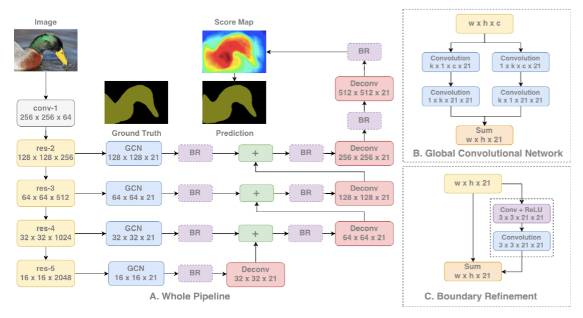 Image
Score Map
BR
Deconv
512 x 512 x 21
conv-1
256 x 256 x 64
Ground Truth
Prediction
BR
res-2
128 x 128 x 256
GCN
128 x 128 x 21
BR
+
BR
Deconv
256 x 256 x 21
res-3
64 x 64 x 512
GCN
64 x 64 x 21
BR
+
BR
Deconv
128 x 128 x 21
res-4
32 x 32 x 1024
GCN
32 x 32 x 21
BR
+
BR
Deconv
64 x 64 x 21
res-5
16 x 16 x 2048
GCN
16 x 16 x 21
BR
Deconv
32 x 32 x 21
A. Whole Pipeline
w x h x c
Convolution
k x 1 x c x 21
Convolution
1 x k x c x 21
Convolution
1 x k x 21 x 21
Convolution
k x 1 x 21 x 21
Sum
w x h x 21
B. Global Convolutional Network
w x h x 21
Conv + ReLU
3 x 3 x 21 x 21
Convolution
3 x 3 x 21 x 21
Sum
w x h x 21
C. Boundary Refinement